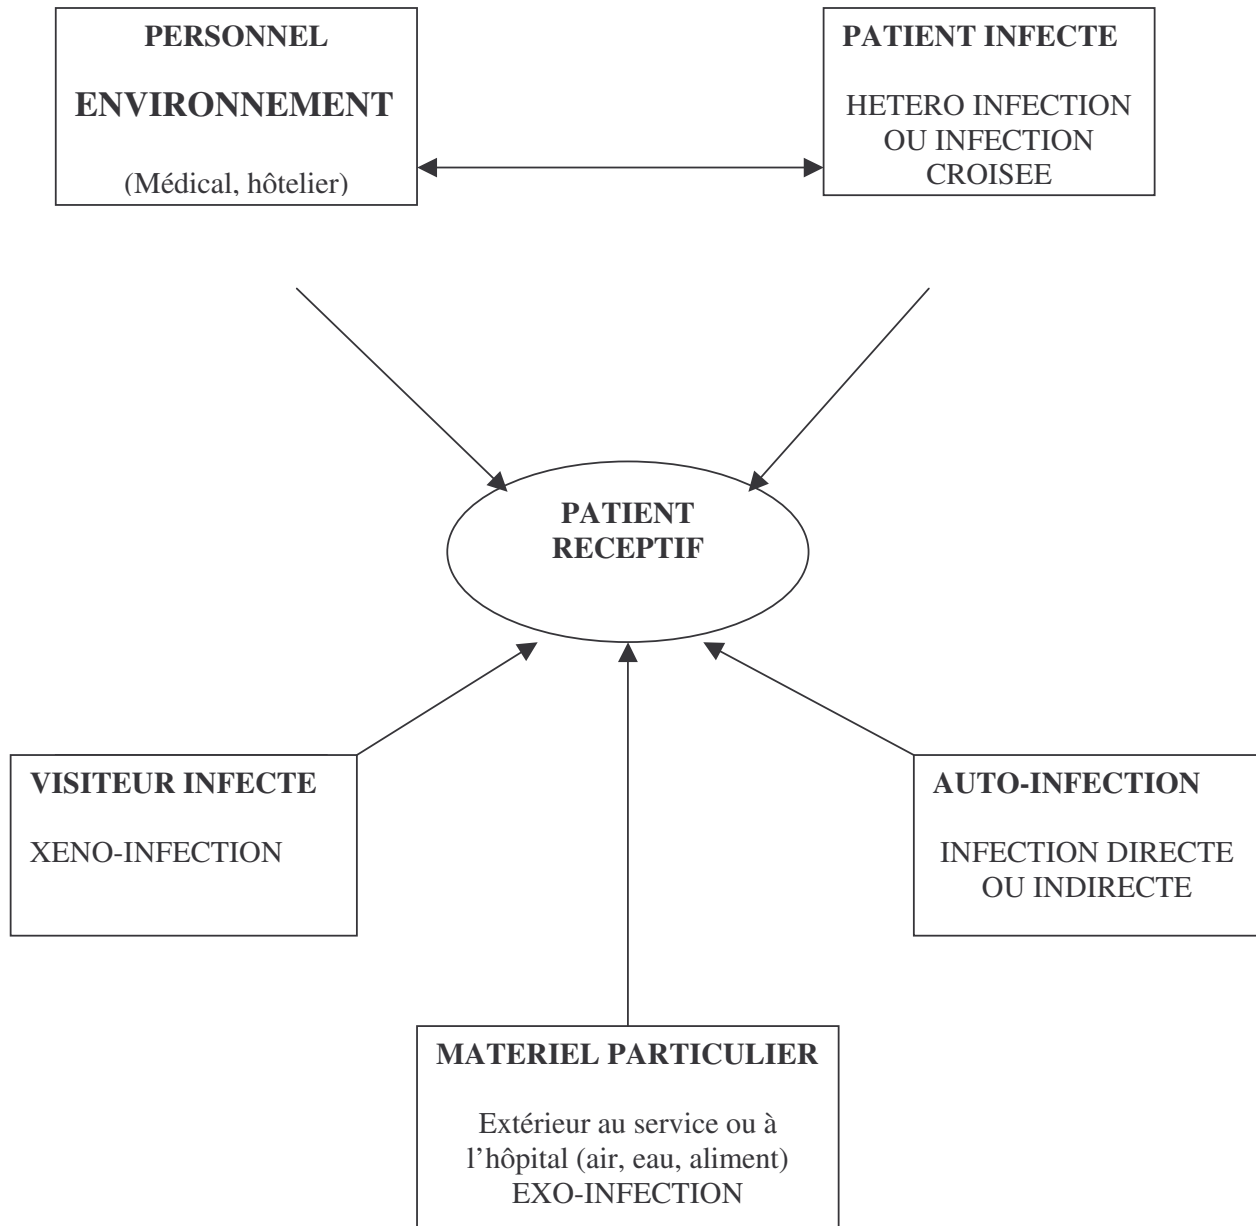 PERSONNEL
ENVIRONNEMENT
(Médical, hôtelier)
PATIENT INFECTE
HETERO INFECTION
OU INFECTION
CROISEE
PATIENT
RECEPTIF
VISITEUR INFECTE
XENO-INFECTION
AUTO-INFECTION
INFECTION DIRECTE
OU INDIRECTE
MATERIEL PARTICULIER
Extérieur au service ou à
l’hôpital (air, eau, aliment)
EXO-INFECTION